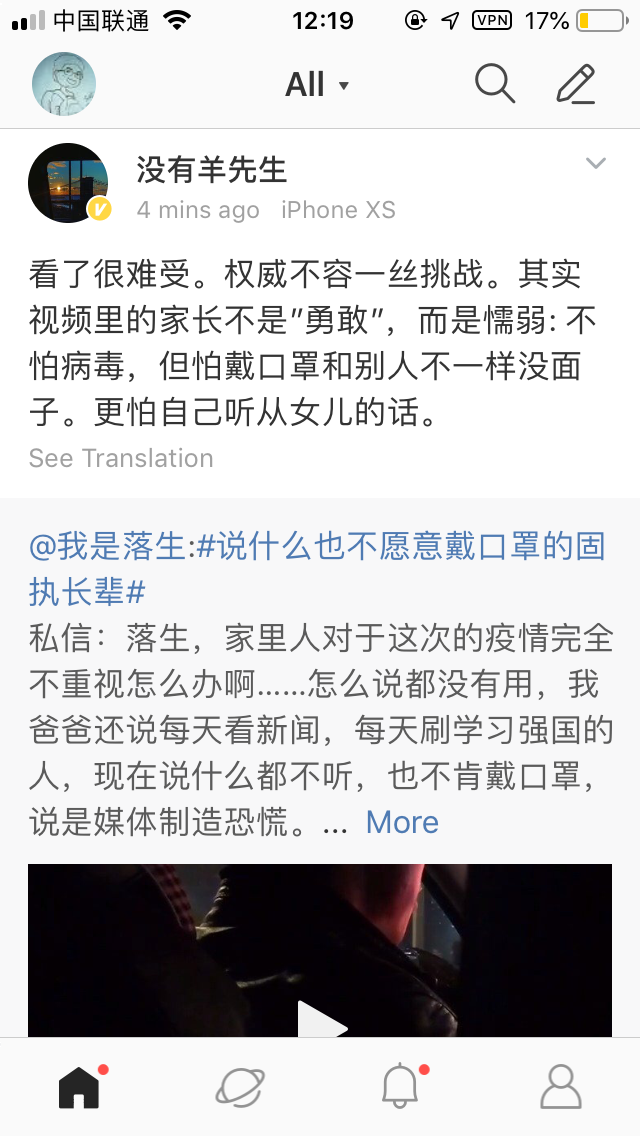 中国联通 12:19 VPN 17%
All
没有羊先生
4 mins ago iPhone XS
看了很难受。权威不容一丝挑战。其实
视频里的家长不是"勇敢"，而是懦弱: 不
怕病毒，但怕戴口罩和别人不一样没面
子。更怕自己听从女儿的话。
See Translation
@我是落生:#说什么也不愿意戴口罩的固
执长辈#
私信：落生，家里人对于这次的疫情完全
不重视怎么办啊......怎么说都没有用，我
爸爸还说每天看新闻，每天刷学习强国的
人，现在说什么都不听，也不肯戴口罩，
说是媒体制造恐慌。... More